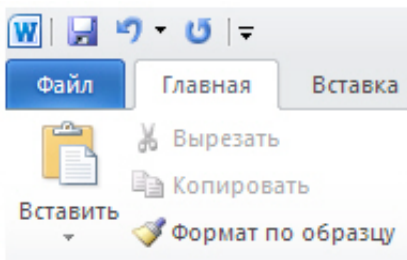 W
Файл Главная Вставка
Вырезать
Копировать
Вставить
Формат по образцу